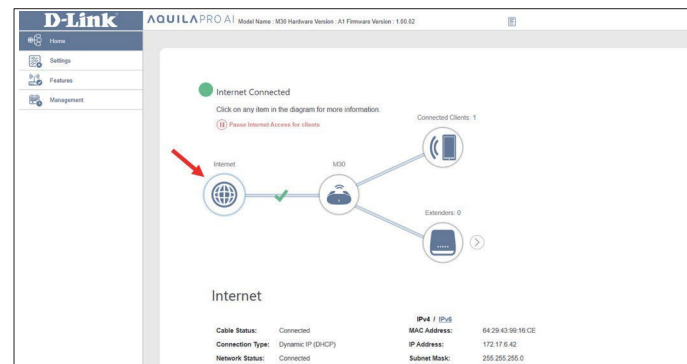 D-Link
AQUILA PRO AI Model Name : M30 Hardware Version : A1 Firmware Version : 1.00.02
Home
Settings
Features
Management
Internet Connected
Click on any item in the diagram for more information.
Pause Internet Access for clients
Connected Clients: 1
Internet
M30
Extenders: 0
Internet
IPv4 / IPv6
Cable Status: Connected MAC Address: 64:29:43:99:16:CE
Connection Type: Dynamic IP (DHCP) IP Address: 172.17.6.42
Network Status: Connected Subnet Mask: 255.255.255.0